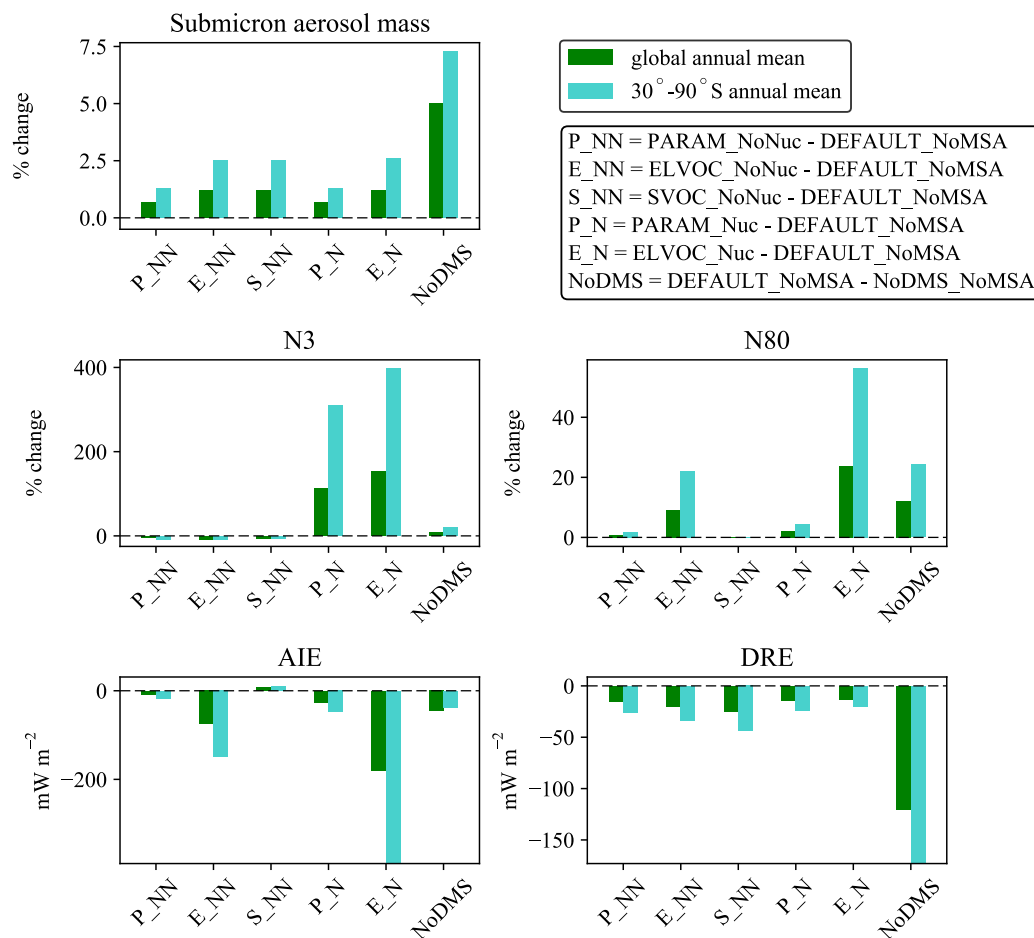 Submicron aerosol mass
% change
7.5
5.0
2.5
0.0
P_NN
E_NN
S_NN
P_N
E_N
NoDMS
global annual mean
30°-90°S annual mean
P_NN = PARAM_NoNuc - DEFAULT_NoMSA
E_NN = ELVOC_NoNuc - DEFAULT_NoMSA
S_NN = SVOC_NoNuc - DEFAULT_NoMSA
P_N = PARAM_Nuc - DEFAULT_NoMSA
E_N = ELVOC_Nuc - DEFAULT_NoMSA
NoDMS = DEFAULT_NoMSA - NoDMS_NoMSA
N3
% change
400
200
0
P_NN
E_NN
S_NN
P_N
E_N
NoDMS
N80
% change
40
20
0
P_NN
E_NN
S_NN
P_N
E_N
NoDMS
AIE
mW m⁻²
0
−200
P_NN
E_NN
S_NN
P_N
E_N
NoDMS
DRE
mW m⁻²
0
−50
−100
−150
P_NN
E_NN
S_NN
P_N
E_N
NoDMS